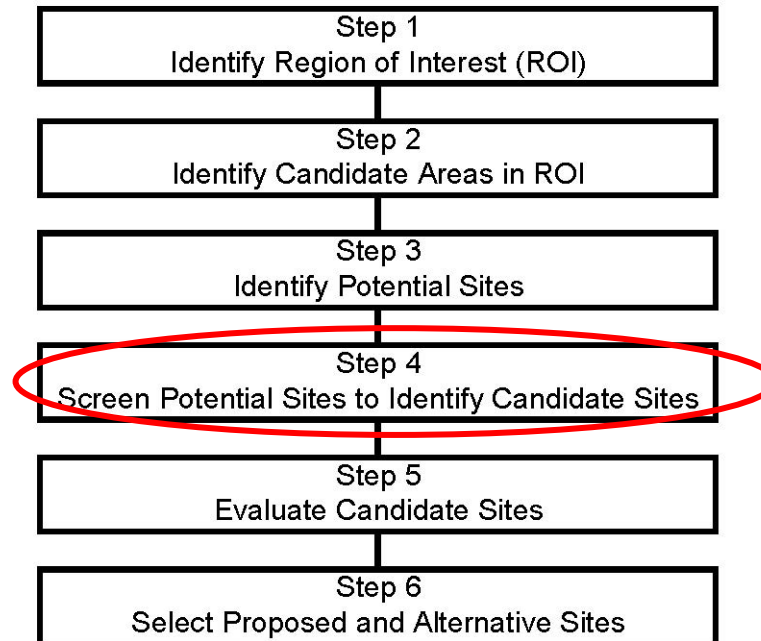 Step 1
Identify Region of Interest (ROI)
Step 2
Identify Candidate Areas in ROI
Step 3
Identify Potential Sites
Step 4
Screen Potential Sites to Identify Candidate Sites
Step 5
Evaluate Candidate Sites
Step 6
Select Proposed and Alternative Sites